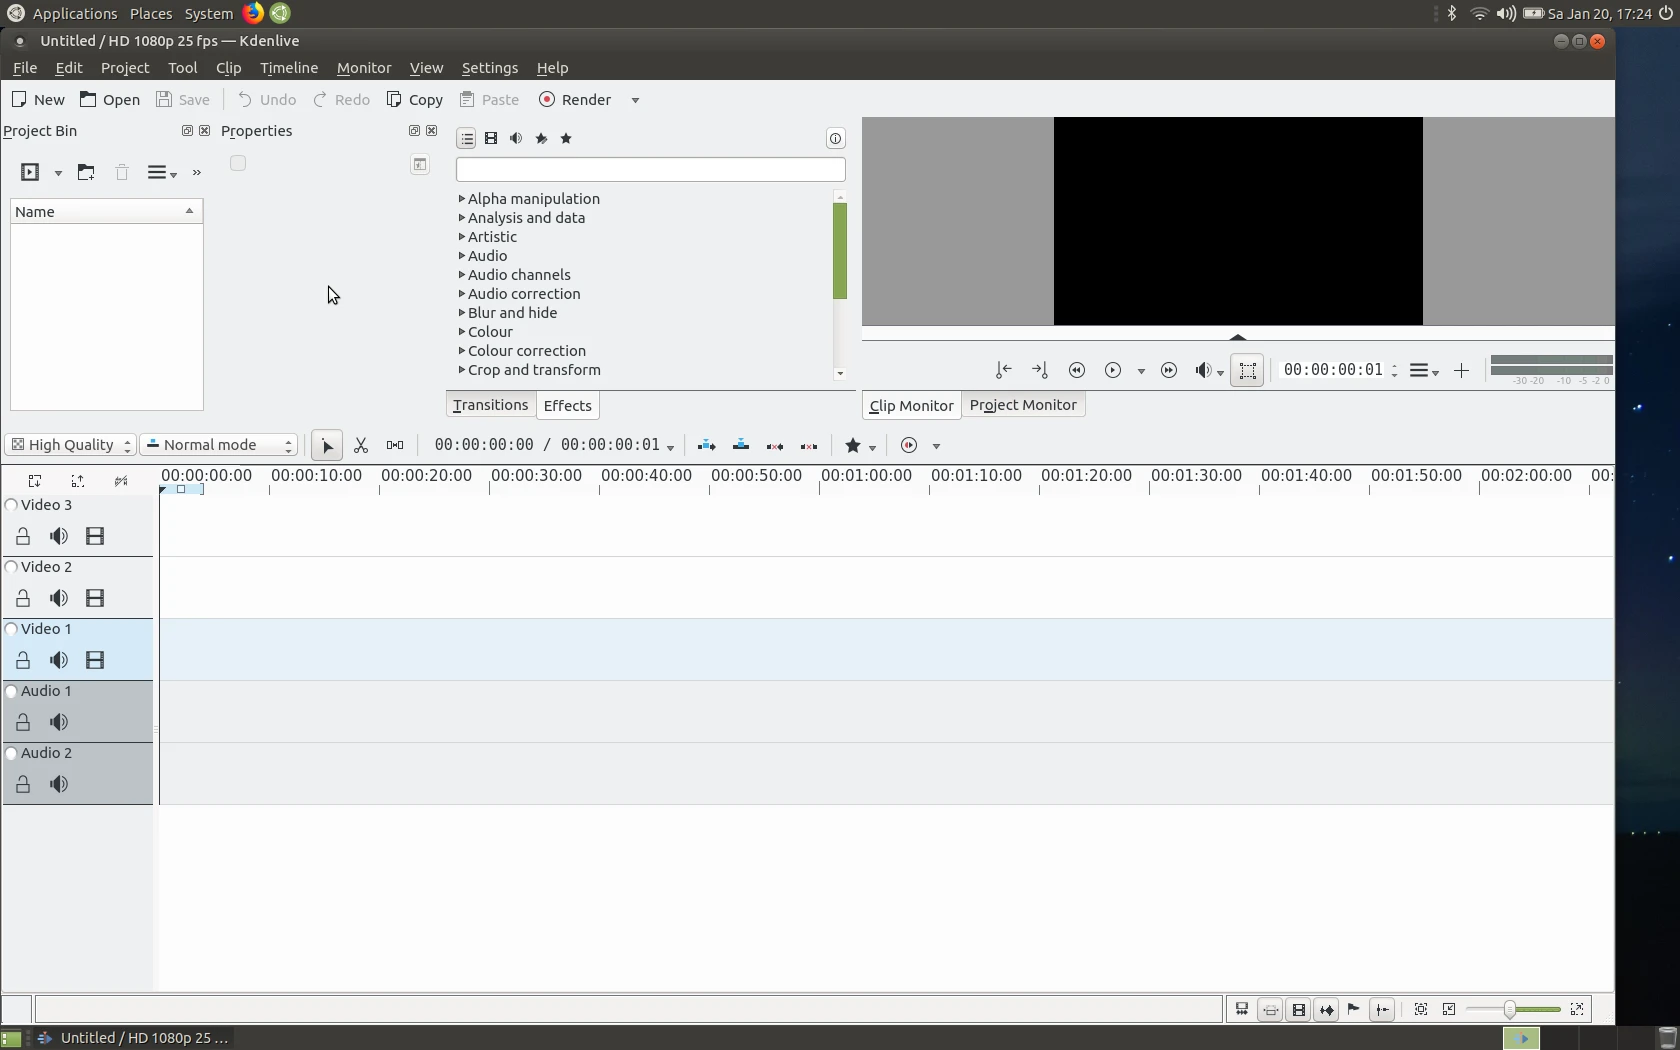 Applications Places System Sa Jan 20, 17:24
Untitled / HD 1080p 25 fps — Kdenlive
File Edit Project Tool Clip Timeline Monitor View Settings Help
New Open Save Undo Redo Copy Paste Render
Project Bin Properties
Name
Alpha manipulation
Analysis and data
Artistic
Audio
Audio channels
Audio correction
Blur and hide
Colour
Colour correction
Crop and transform
00:00:00:01
-30 -20 -10 -5 -2 0
Transitions Effects Clip Monitor Project Monitor
High Quality Normal mode 00:00:00:00 / 00:00:00:01
00:00:00:00 00:00:10:00 00:00:20:00 00:00:30:00 00:00:40:00 00:00:50:00 00:01:00:00 00:01:10:00 00:01:20:00 00:01:30:00 00:01:40:00 00:01:50:00 00:02:00:00 00:
Video 3
Video 2
Video 1
Audio 1
Audio 2
Untitled / HD 1080p 25 ...